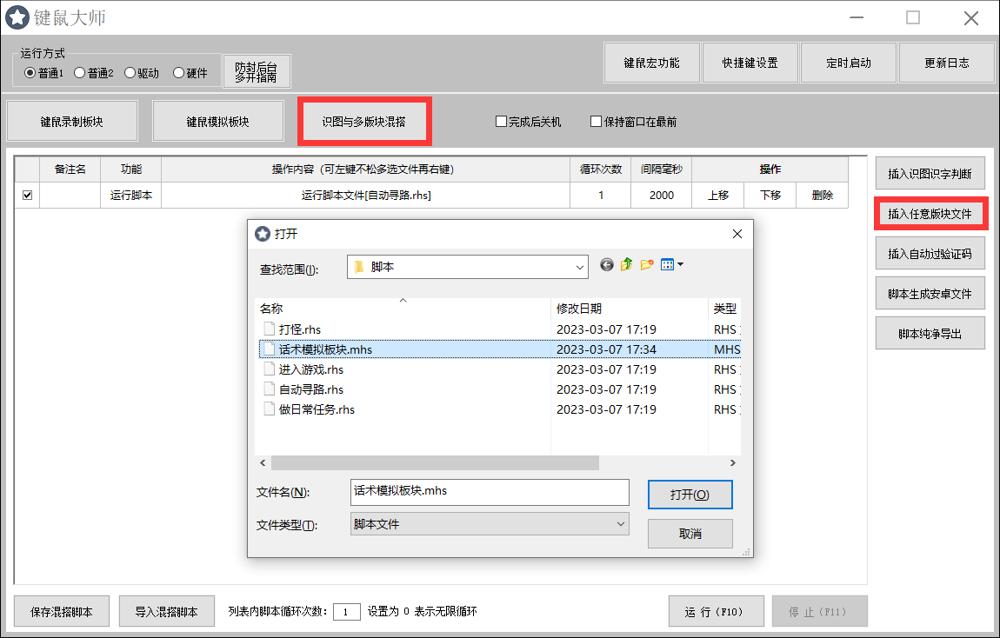 键鼠大师
运行方式
普通1 普通2 驱动 硬件
防封后台
多开指南
键鼠宏功能 快捷键设置 定时启动 更新日志
键鼠录制板块 键鼠模拟板块 识图与多版块混搭 完成后关机 保持窗口在最前
备注名 功能 操作内容（可左键不松多选文件再右键） 循环次数 间隔毫秒 操作
运行脚本 运行脚本文件[自动寻路.rhs] 1 2000 上移 下移 删除
插入识图识字判断
插入任意版块文件
插入自动过验证码
脚本生成安卓文件
脚本纯净导出
打开
查找范围(I): 脚本
名称 修改日期 类型
打怪.rhs 2023-03-07 17:19 RHS
话术模拟板块.mhs 2023-03-07 17:34 MHS
进入游戏.rhs 2023-03-07 17:19 RHS
自动寻路.rhs 2023-03-07 17:19 RHS
做日常任务.rhs 2023-03-07 17:19 RHS
文件名(N): 话术模拟板块.mhs 打开(O)
文件类型(T): 脚本文件 取消
保存混搭脚本 导入混搭脚本 列表内脚本循环次数: 1 设置为 0 表示无限循环 运 行（F10） 停 止（F11）